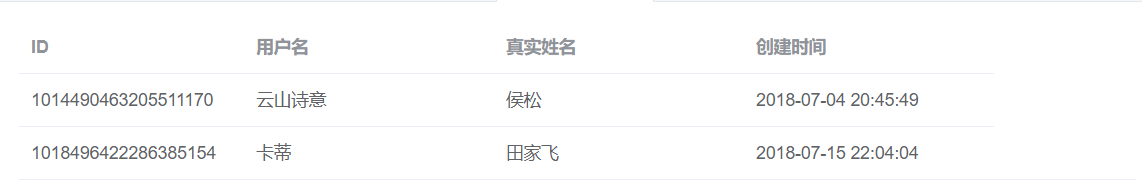 ID 用户名 真实姓名 创建时间
1014490463205511170 云山诗意 侯松 2018-07-04 20:45:49
1018496422286385154 卡蒂 田家飞 2018-07-15 22:04:04